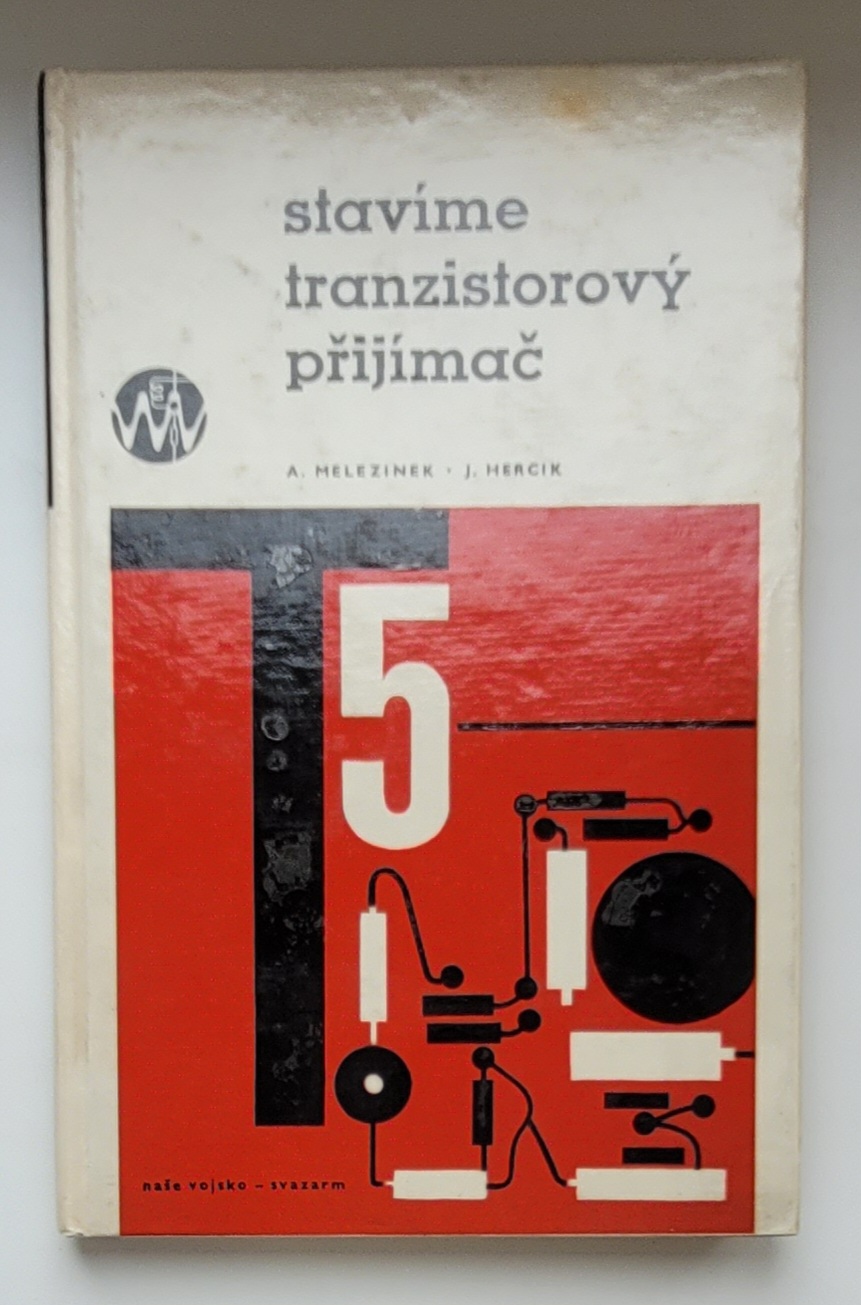 stavíme
tranzistorový
přijímač
A. MELEZINEK · J. HERCIK
T 5
naše vojsko – svazarm